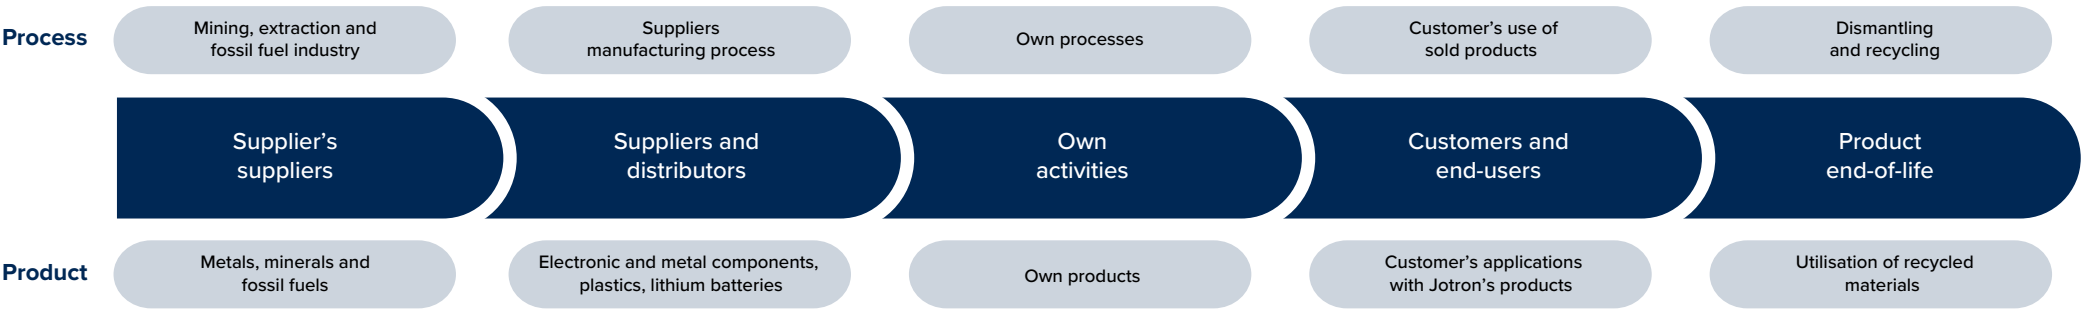 Process
Mining, extraction and
fossil fuel industry
Suppliers
manufacturing process
Own processes
Customer’s use of
sold products
Dismantling
and recycling
Supplier’s
suppliers
Suppliers and
distributors
Own
activities
Customers and
end-users
Product
end-of-life
Product
Metals, minerals and
fossil fuels
Electronic and metal components,
plastics, lithium batteries
Own products
Customer’s applications
with Jotron’s products
Utilisation of recycled
materials